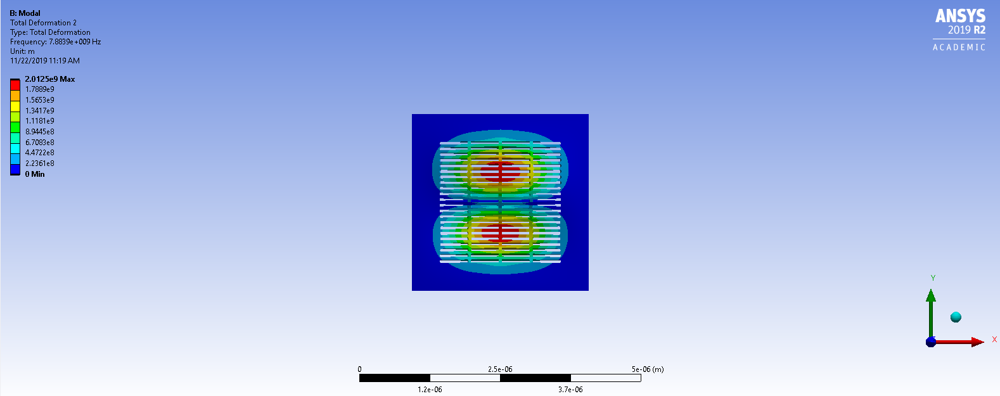 B: Modal
Total Deformation 2
Type: Total Deformation
Frequency: 7.8839e+009 Hz
Unit: m
11/22/2019 11:19 AM
2.0125e9 Max
1.7889e9
1.5653e9
1.3417e9
1.1181e9
8.9445e8
6.7083e8
4.4722e8
2.2361e8
0 Min
ANSYS
2019 R2
ACADEMIC
Y
X
0 2.5e-06 5e-06 (m)
1.2e-06 3.7e-06